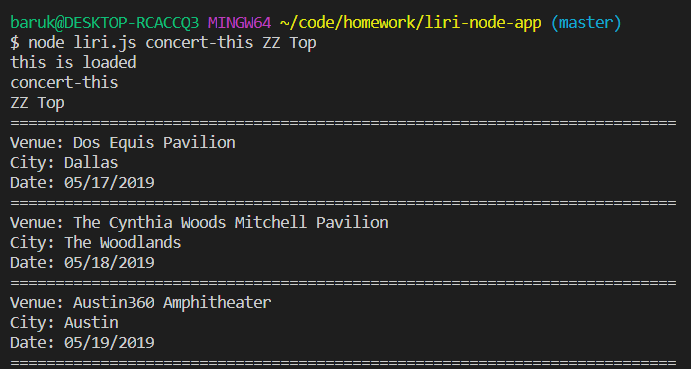 baruk@DESKTOP-RCACCQ3 MINGW64 ~/code/homework/liri-node-app (master)
$ node liri.js concert-this ZZ Top
this is loaded
concert-this
ZZ Top
==========================================================================
Venue: Dos Equis Pavilion
City: Dallas
Date: 05/17/2019
==========================================================================
Venue: The Cynthia Woods Mitchell Pavilion
City: The Woodlands
Date: 05/18/2019
==========================================================================
Venue: Austin360 Amphitheater
City: Austin
Date: 05/19/2019
==========================================================================